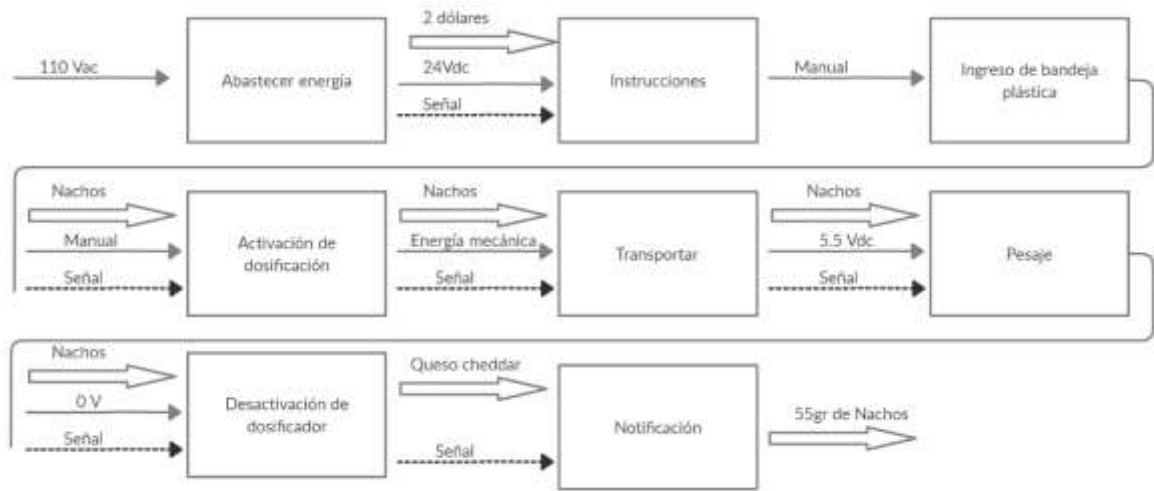 2 dólares
110 Vac
Abastecer energía
24Vdc
Señal
Instrucciones
Manual
Ingreso de bandeja
plástica
Nachos
Manual
Señal
Activación de
dosificación
Nachos
Energía mecánica
Señal
Transportar
Nachos
5.5 Vdc
Señal
Pesaje
Nachos
0 V
Señal
Desactivación de
dosificador
Queso cheddar
Señal
Notificación
55gr de Nachos